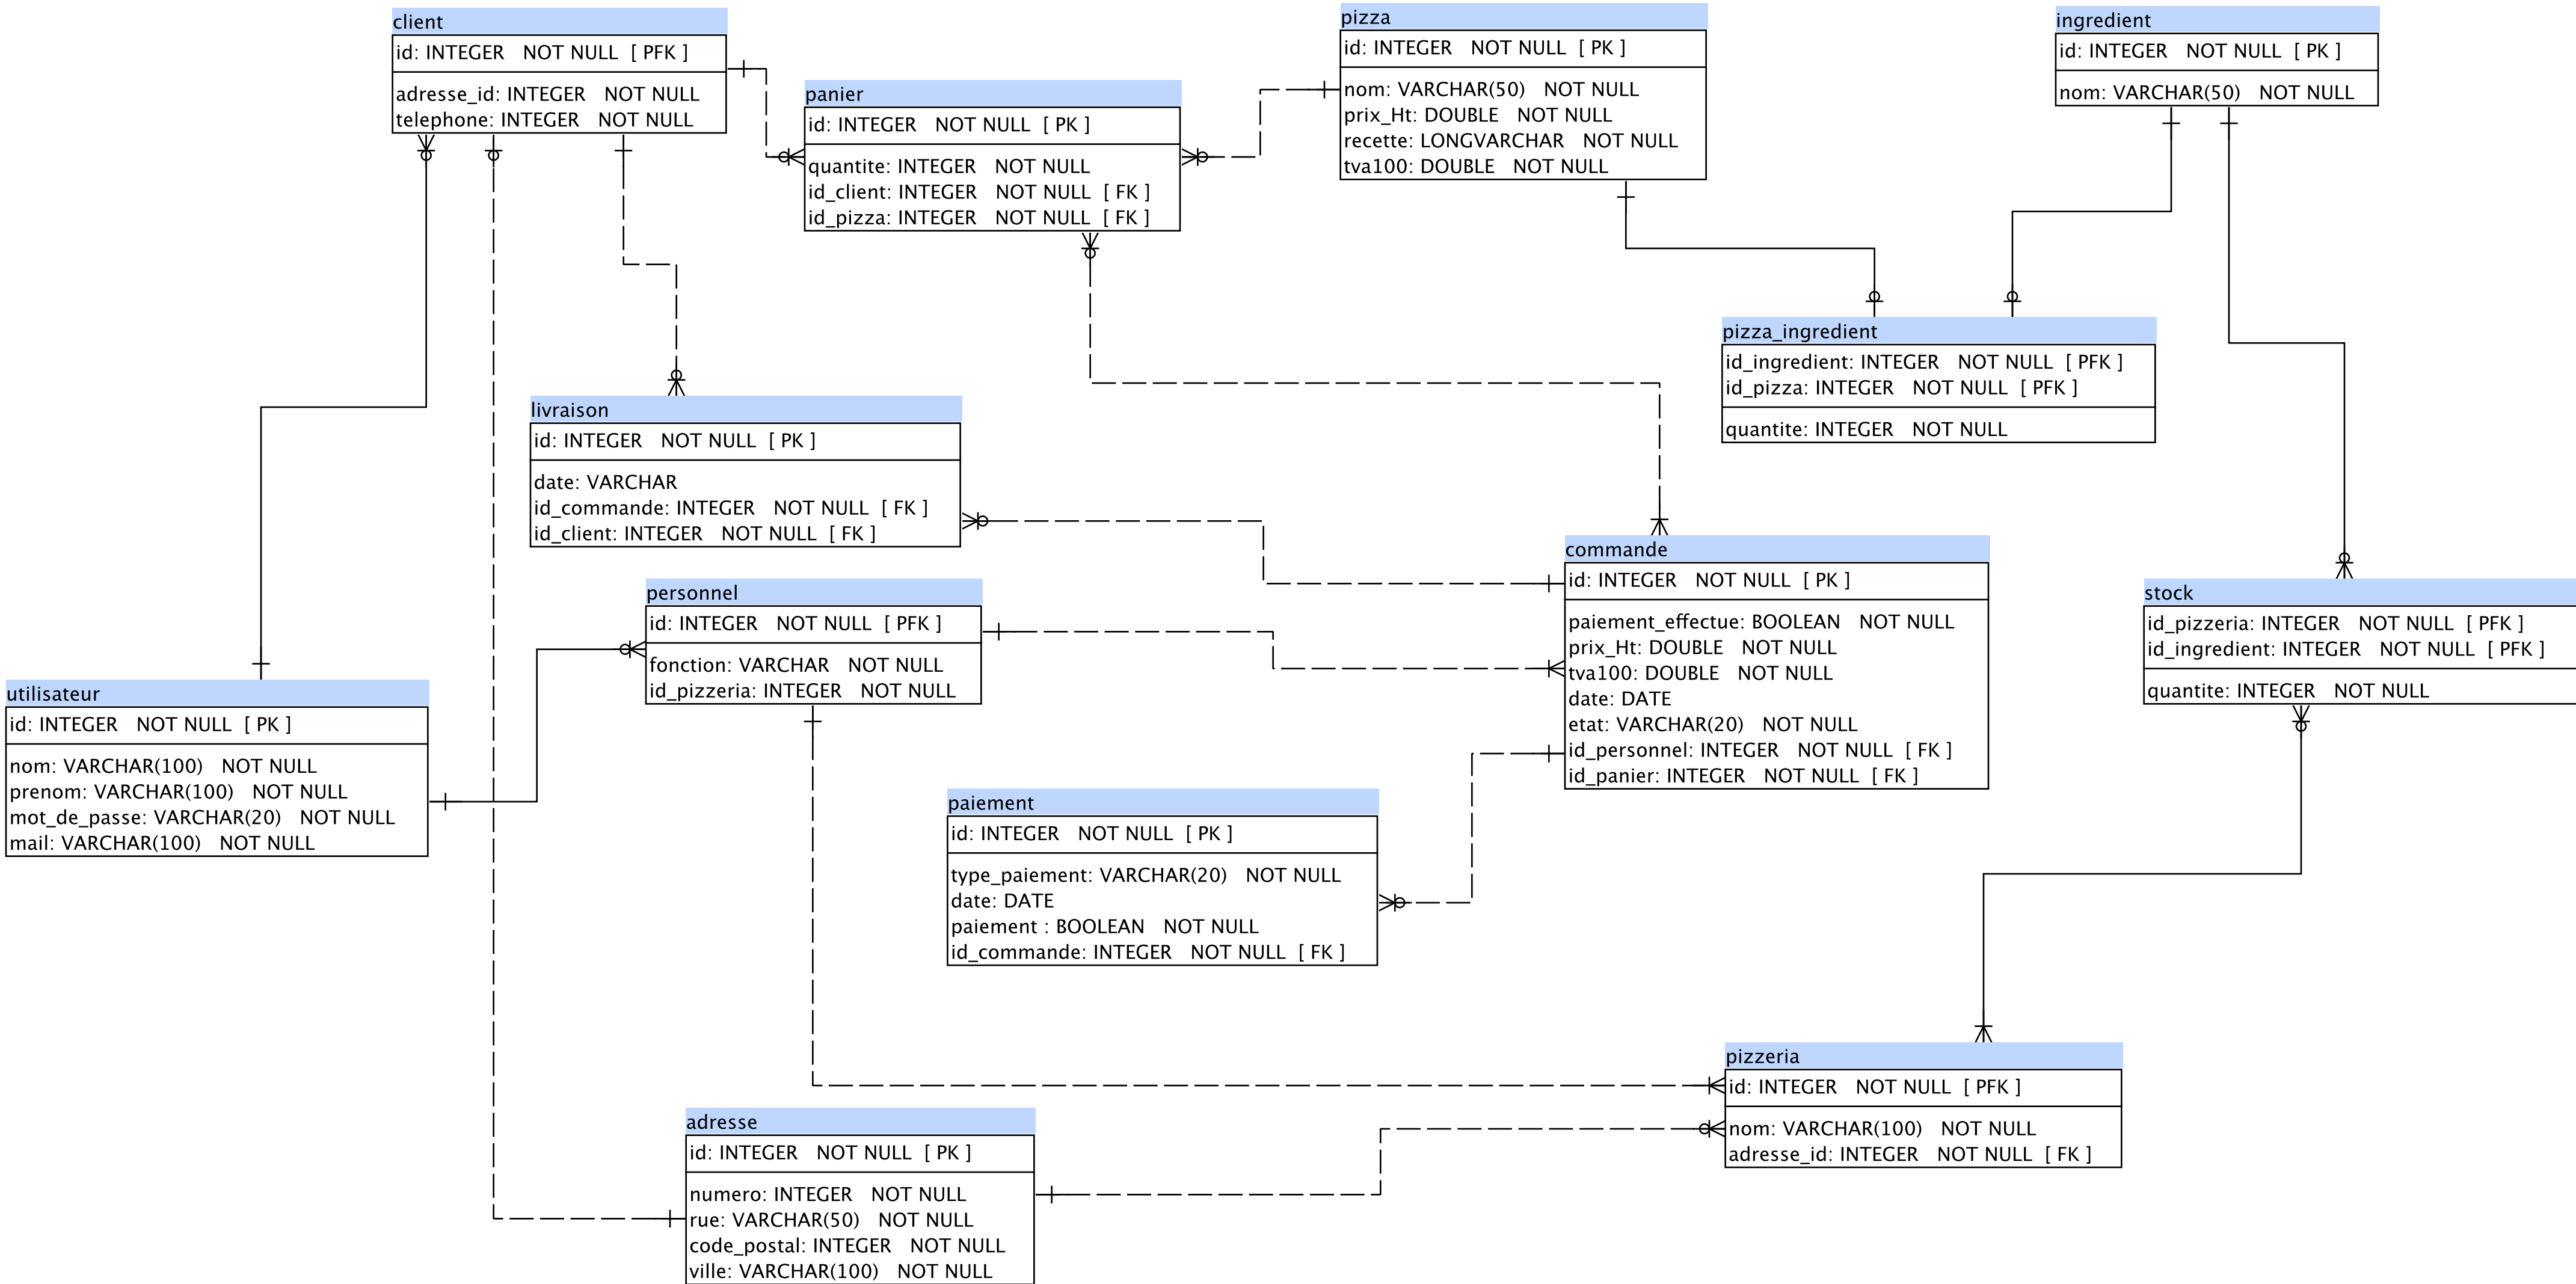 client
id: INTEGER NOT NULL [ PFK ]
adresse_id: INTEGER NOT NULL
telephone: INTEGER NOT NULL
panier
id: INTEGER NOT NULL [ PK ]
quantite: INTEGER NOT NULL
id_client: INTEGER NOT NULL [ FK ]
id_pizza: INTEGER NOT NULL [ FK ]
pizza
id: INTEGER NOT NULL [ PK ]
nom: VARCHAR(50) NOT NULL
prix_Ht: DOUBLE NOT NULL
recette: LONGVARCHAR NOT NULL
tva100: DOUBLE NOT NULL
ingredient
id: INTEGER NOT NULL [ PK ]
nom: VARCHAR(50) NOT NULL
pizza_ingredient
id_ingredient: INTEGER NOT NULL [ PFK ]
id_pizza: INTEGER NOT NULL [ PFK ]
quantite: INTEGER NOT NULL
livraison
id: INTEGER NOT NULL [ PK ]
date: VARCHAR
id_commande: INTEGER NOT NULL [ FK ]
id_client: INTEGER NOT NULL [ FK ]
commande
id: INTEGER NOT NULL [ PK ]
paiement_effectue: BOOLEAN NOT NULL
prix_Ht: DOUBLE NOT NULL
tva100: DOUBLE NOT NULL
date: DATE
etat: VARCHAR(20) NOT NULL
id_personnel: INTEGER NOT NULL [ FK ]
id_panier: INTEGER NOT NULL [ FK ]
stock
id_pizzeria: INTEGER NOT NULL [ PFK ]
id_ingredient: INTEGER NOT NULL [ PFK ]
quantite: INTEGER NOT NULL
personnel
id: INTEGER NOT NULL [ PFK ]
fonction: VARCHAR NOT NULL
id_pizzeria: INTEGER NOT NULL
utilisateur
id: INTEGER NOT NULL [ PK ]
nom: VARCHAR(100) NOT NULL
prenom: VARCHAR(100) NOT NULL
mot_de_passe: VARCHAR(20) NOT NULL
mail: VARCHAR(100) NOT NULL
paiement
id: INTEGER NOT NULL [ PK ]
type_paiement: VARCHAR(20) NOT NULL
date: DATE
paiement : BOOLEAN NOT NULL
id_commande: INTEGER NOT NULL [ FK ]
pizzeria
id: INTEGER NOT NULL [ PFK ]
nom: VARCHAR(100) NOT NULL
adresse_id: INTEGER NOT NULL [ FK ]
adresse
id: INTEGER NOT NULL [ PK ]
numero: INTEGER NOT NULL
rue: VARCHAR(50) NOT NULL
code_postal: INTEGER NOT NULL
ville: VARCHAR(100) NOT NULL